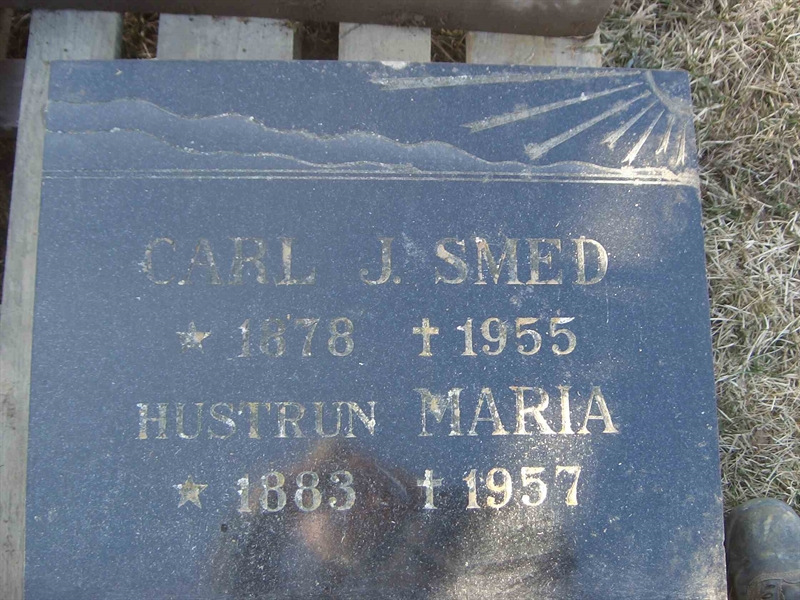 CARL J. SMED
★ 1878 ✝ 1955
HUSTRUN MARIA
★ 1883 ✝ 1957